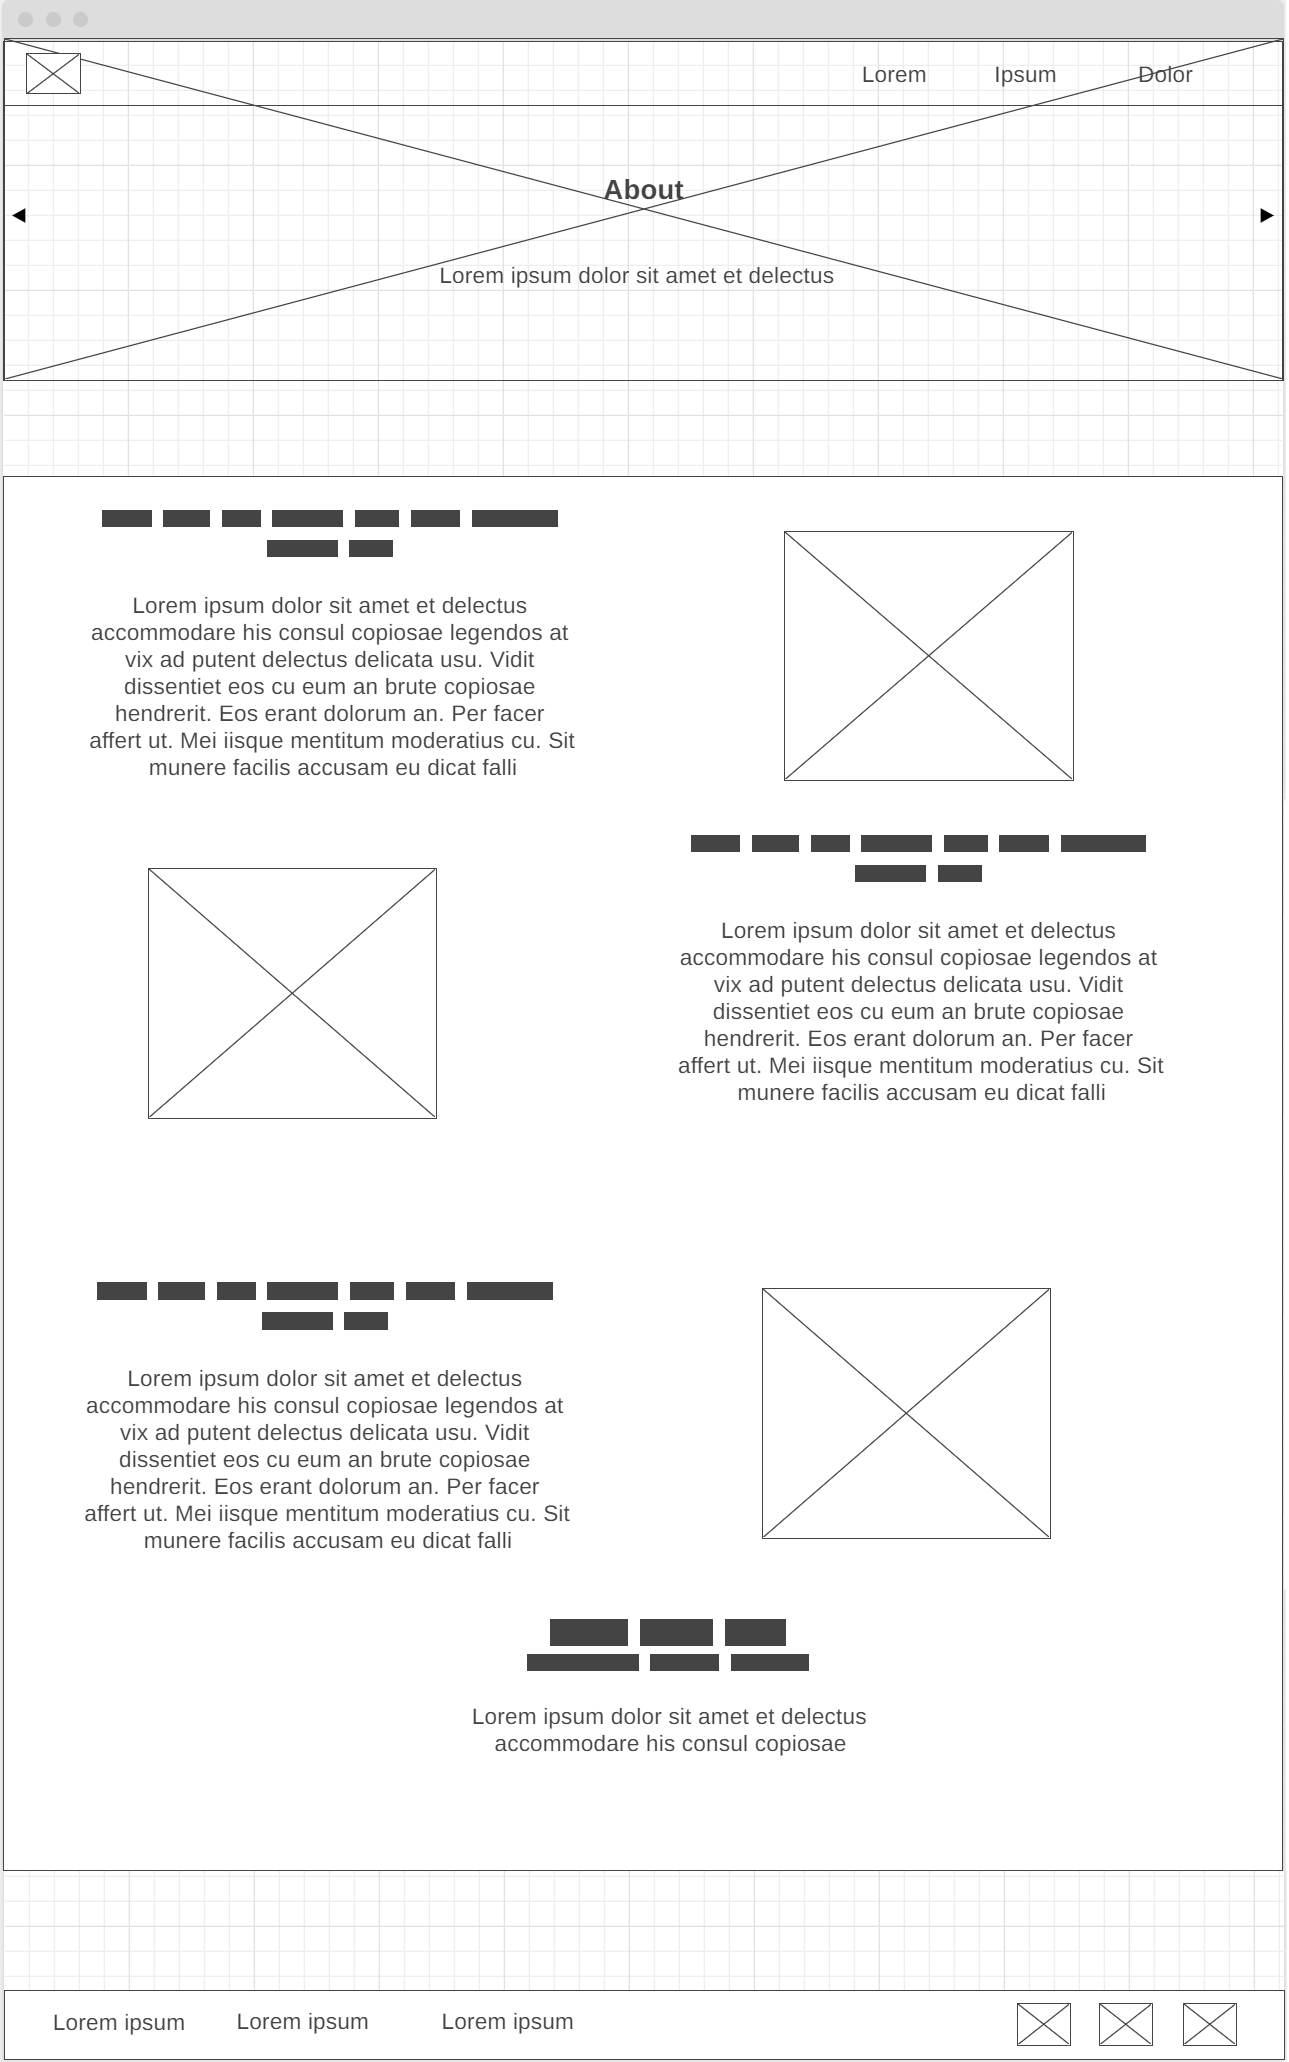 Lorem Ipsum Dolor
About
Lorem ipsum dolor sit amet et delectus
Lorem ipsum dolor sit amet et delectus
accommodare his consul copiosae legendos at
vix ad putent delectus delicata usu. Vidit
dissentiet eos cu eum an brute copiosae
hendrerit. Eos erant dolorum an. Per facer
affert ut. Mei iisque mentitum moderatius cu. Sit
munere facilis accusam eu dicat falli
Lorem ipsum dolor sit amet et delectus
accommodare his consul copiosae legendos at
vix ad putent delectus delicata usu. Vidit
dissentiet eos cu eum an brute copiosae
hendrerit. Eos erant dolorum an. Per facer
affert ut. Mei iisque mentitum moderatius cu. Sit
munere facilis accusam eu dicat falli
Lorem ipsum dolor sit amet et delectus
accommodare his consul copiosae legendos at
vix ad putent delectus delicata usu. Vidit
dissentiet eos cu eum an brute copiosae
hendrerit. Eos erant dolorum an. Per facer
affert ut. Mei iisque mentitum moderatius cu. Sit
munere facilis accusam eu dicat falli
Lorem ipsum dolor sit amet et delectus
accommodare his consul copiosae
Lorem ipsum Lorem ipsum Lorem ipsum